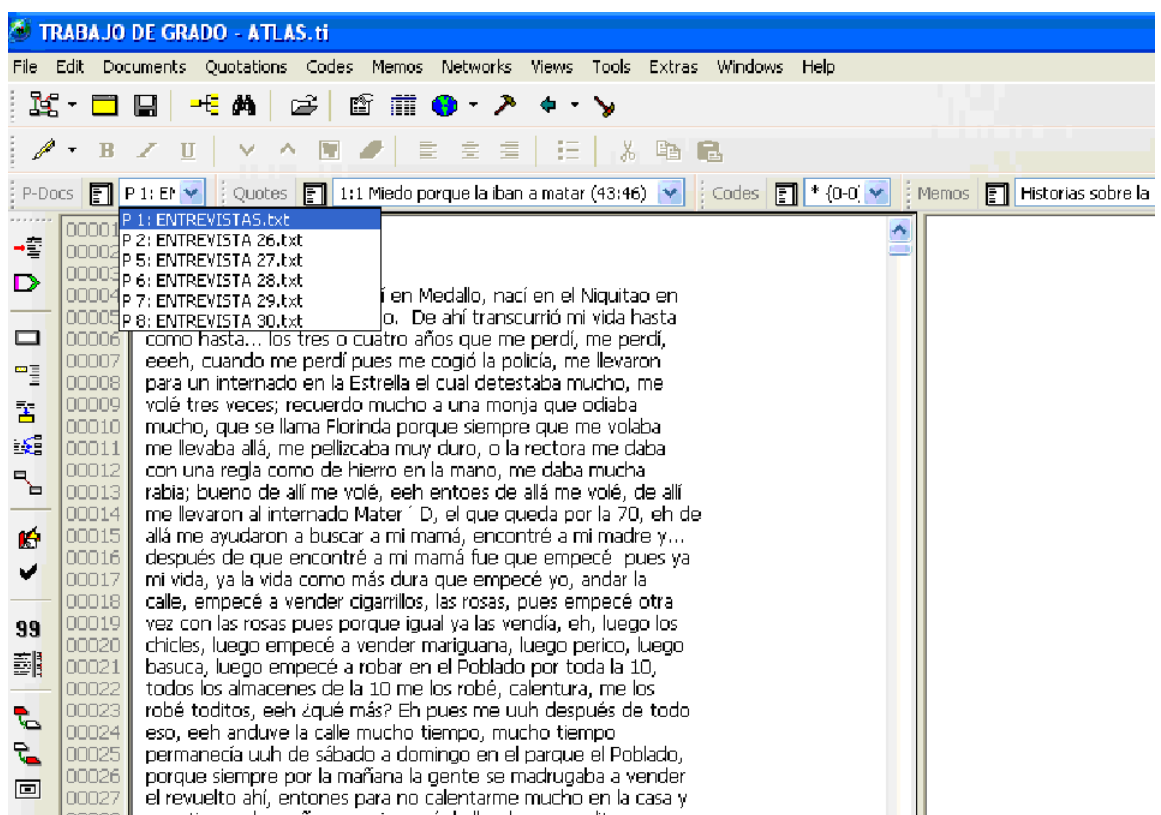 TRABAJO DE GRADO - ATLAS.ti
File Edit Documents Quotations Codes Memos Networks Views Tools Extras Windows Help
B Z U
P-Docs P 1: EN Quotes 1:1 Miedo porque la iban a matar (43:46) Codes * {0-0} Memos Historias sobre la
P 1: ENTREVISTAS.txt
P 2: ENTREVISTA 26.txt
P 5: ENTREVISTA 27.txt
P 6: ENTREVISTA 28.txt
P 7: ENTREVISTA 29.txt
P 8: ENTREVISTA 30.txt
00001
00002
00003
00004 í en Medallo, nací en el Niquitao en
00005 o. De ahí transcurrió mi vida hasta
00006 como hasta... los tres o cuatro años que me perdí, me perdí,
00007 eeeh, cuando me perdí pues me cogió la policía, me llevaron
00008 para un internado en la Estrella el cual detestaba mucho, me
00009 volé tres veces; recuerdo mucho a una monja que odiaba
00010 mucho, que se llama Florinda porque siempre que me volaba
00011 me llevaba allá, me pellizcaba muy duro, o la rectora me daba
00012 con una regla como de hierro en la mano, me daba mucha
00013 rabia; bueno de allí me volé, eeh entoes de allá me volé, de allí
00014 me llevaron al internado Mater ´ D, el que queda por la 70, eh de
00015 allá me ayudaron a buscar a mi mamá, encontré a mi madre y...
00016 después de que encontré a mi mamá fue que empecé pues ya
00017 mi vida, ya la vida como más dura que empecé yo, andar la
00018 calle, empecé a vender cigarrillos, las rosas, pues empecé otra
00019 vez con las rosas pues porque igual ya las vendía, eh, luego los
00020 chicles, luego empecé a vender mariguana, luego perico, luego
00021 basuca, luego empecé a robar en el Poblado por toda la 10,
00022 todos los almacenes de la 10 me los robé, calentura, me los
00023 robé toditos, eeh ¿qué más? Eh pues me uuh después de todo
00024 eso, eeh anduve la calle mucho tiempo, mucho tiempo
00025 permanecía uuh de sábado a domingo en el parque el Poblado,
00026 porque siempre por la mañana la gente se madrugaba a vender
00027 el revuelto ahí, entones para no calentarme mucho en la casa y